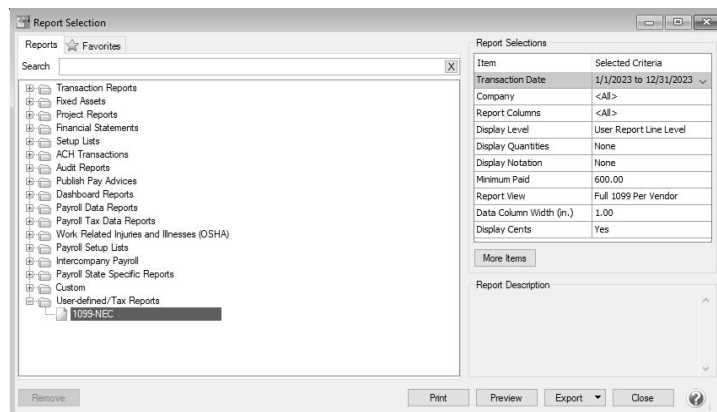 Report Selection
Reports Favorites
Search X
Transaction Reports
Fixed Assets
Project Reports
Financial Statements
Setup Lists
ACH Transactions
Audit Reports
Publish Pay Advices
Dashboard Reports
Payroll Data Reports
Payroll Tax Data Reports
Work Related Injuries and Illnesses (OSHA)
Payroll Setup Lists
Intercompany Payroll
Payroll State Specific Reports
Custom
User-defined/Tax Reports
1099-NEC
Report Selections
Item Selected Criteria
Transaction Date 1/1/2023 to 12/31/2023
Company <All>
Report Columns <All>
Display Level User Report Line Level
Display Quantities None
Display Notation None
Minimum Paid 600.00
Report View Full 1099 Per Vendor
Data Column Width (in.) 1.00
Display Cents Yes
More Items
Report Description
Remove Print Preview Export Close ?